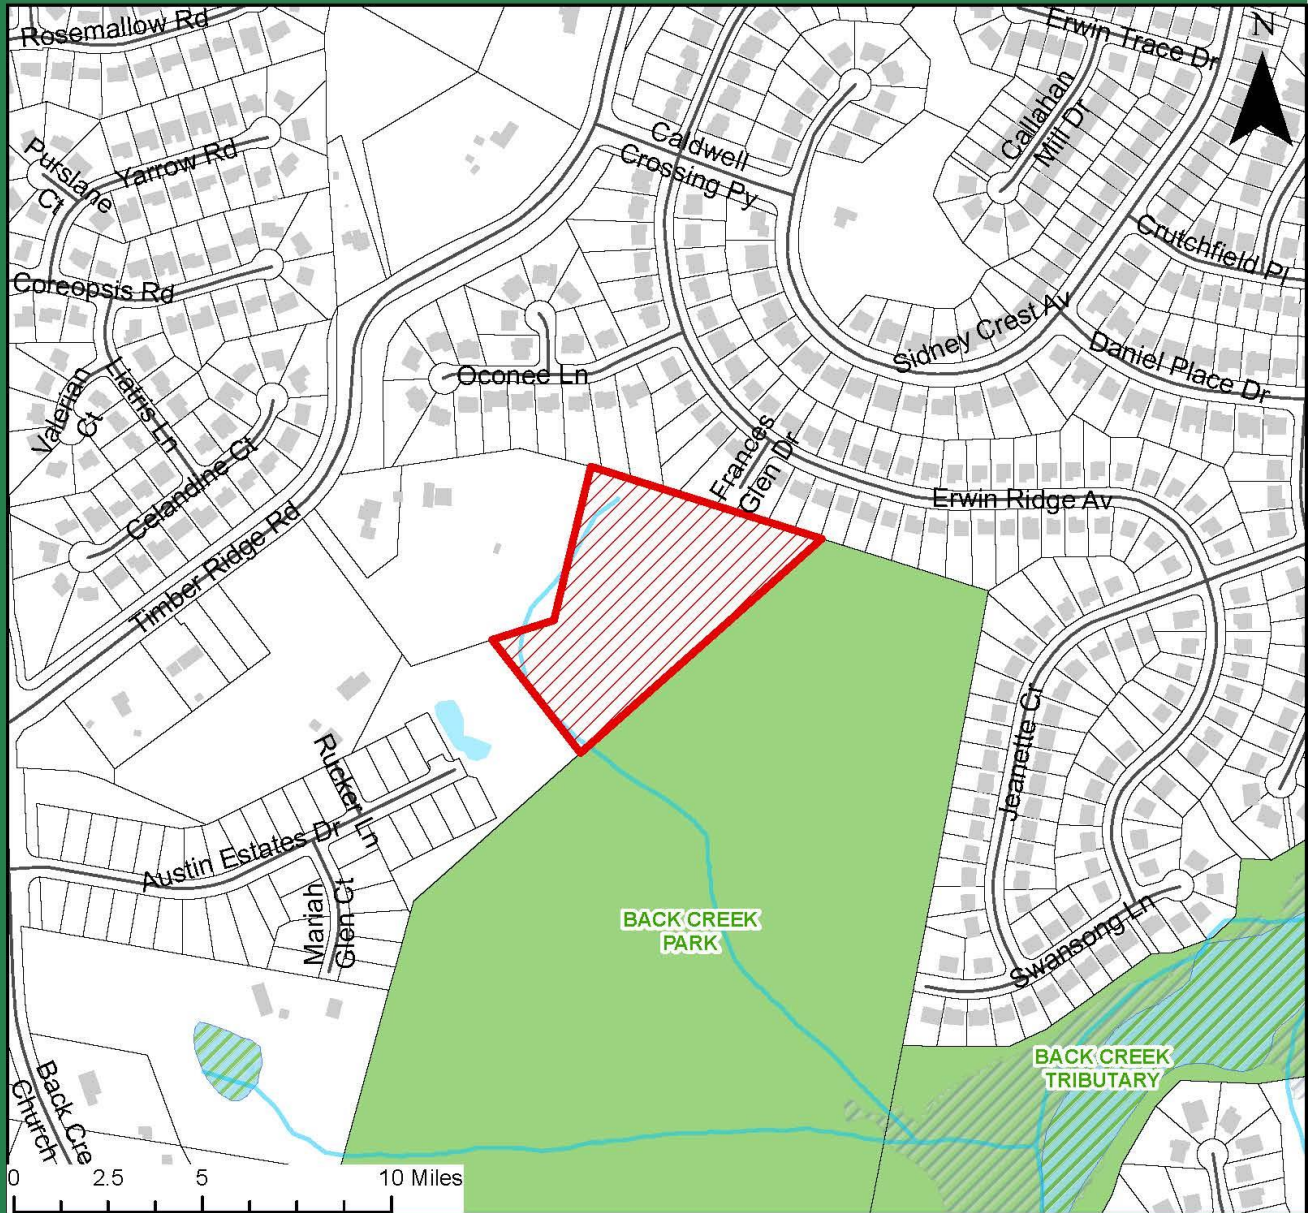 Rosemallow Rd
Erwin Trace Dr
N
Callahan
Mill Dr
Caldwell
Crossing Py
Purslane
Ct
Yarrow Rd
Crutchfield Pl
Coreopsis Rd
Sidney Crest Av
Daniel Place Dr
Oconee Ln
Liatris Ln
Valerian
Ct
Celandine Ct
Frances
Glen Dr
Erwin Ridge Av
Timber Ridge Rd
Jeanette Cr
Rucker Ln
Austin Estates Dr
Mariah
Glen Ct
BACK CREEK
PARK
Swansong Ln
BACK CREEK
TRIBUTARY
Back Cre
Church
0 2.5 5 10 Miles